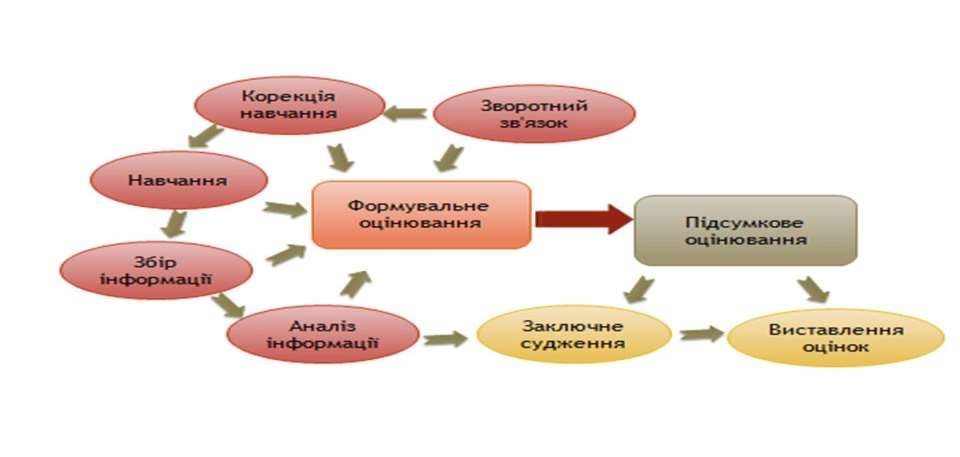 Корекція
навчання
Зворотний
зв'язок
Навчання
Формувальне
оцінювання
Підсумкове
оцінювання
Збір
інформації
Аналіз
інформації
Заключне
судження
Виставлення
оцінок